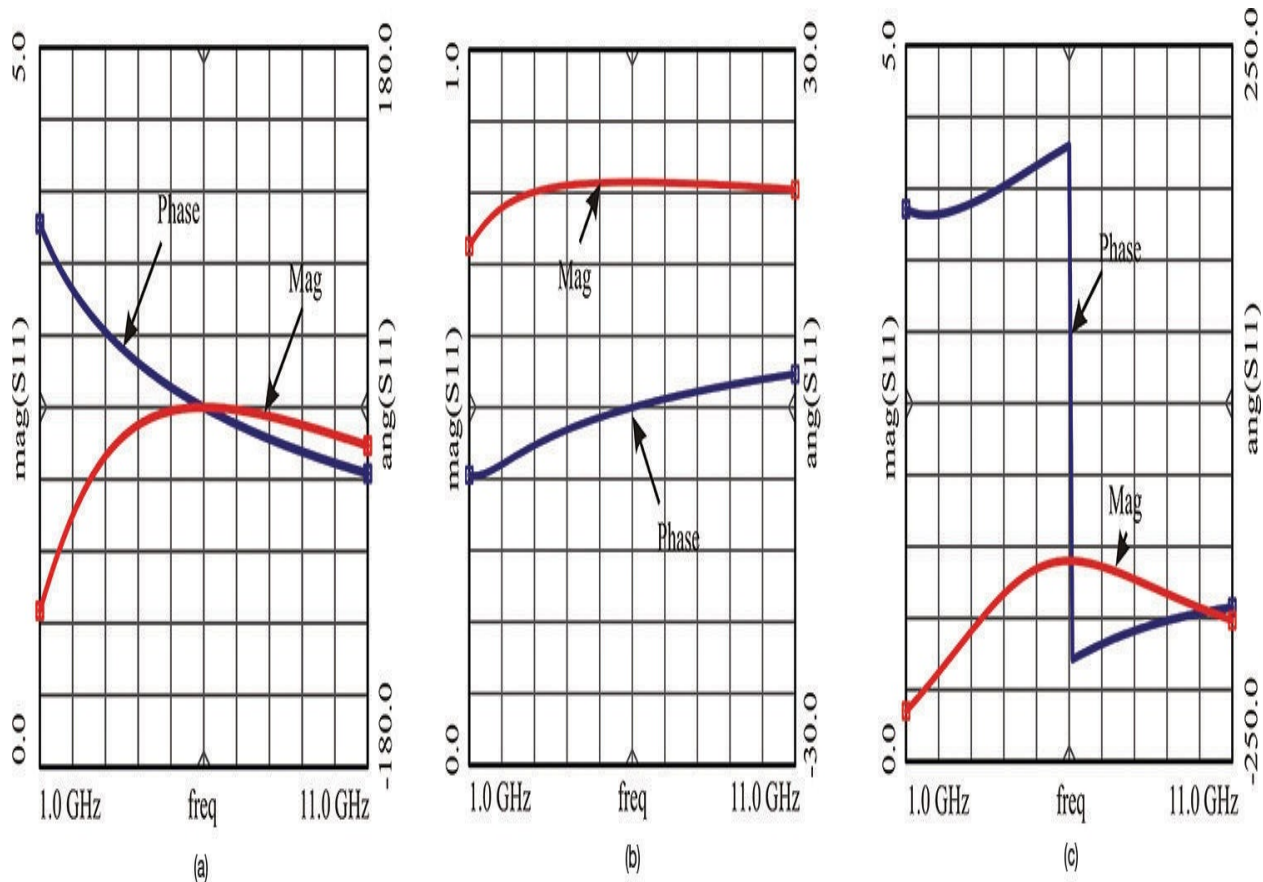 5.0
180.0
mag(S11)
ang(S11)
Phase
Mag
0.0
-180.0
1.0 GHz
freq
11.0 GHz
(a)
1.0
30.0
mag(S11)
ang(S11)
Mag
Phase
0.0
-30.0
1.0 GHz
freq
11.0 GHz
(b)
5.0
250.0
mag(S11)
ang(S11)
Phase
Mag
0.0
-250.0
1.0 GHz
freq
11.0 GHz
(c)